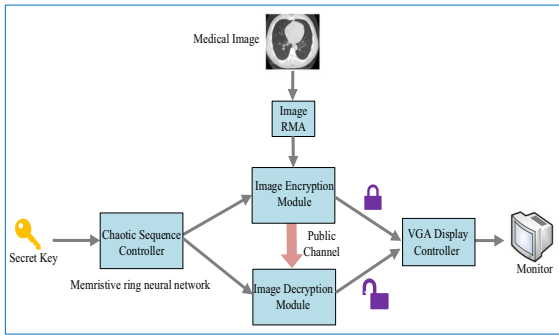 Medical Image
Image
RMA
Image Encryption
Module
Secret Key
Chaotic Sequence
Controller
Memristive ring neural network
Public
Channel
VGA Display
Controller
Monitor
Image Decryption
Module